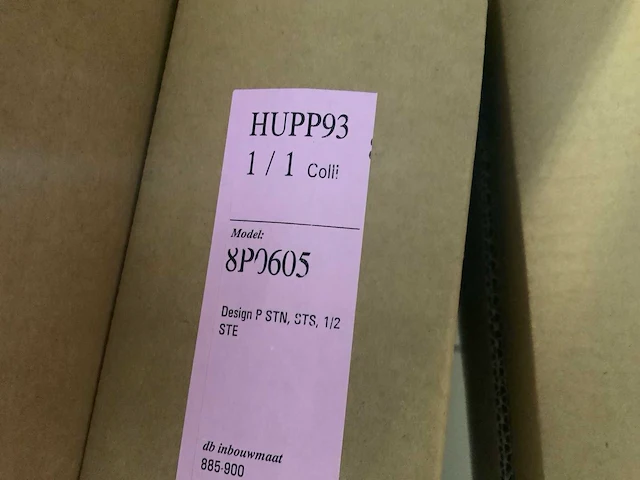 HUPP93
1 / 1 Colli
Model:
8P0605
Design P STN, STS, 1/2
STE
db inbouwmaat
885-900